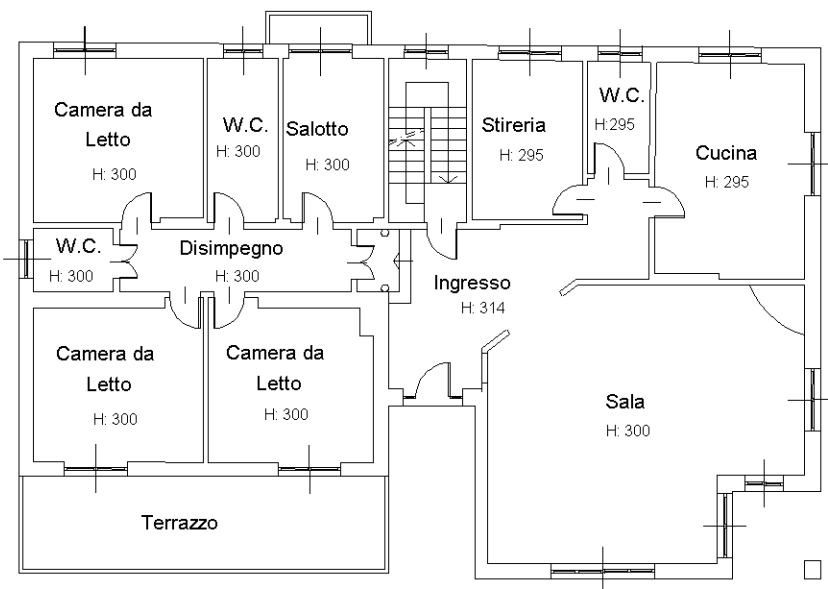 Camera da
Letto
H: 300
W.C.
H: 300
Salotto
H: 300
Stireria
H: 295
W.C.
H:295
Cucina
H: 295
W.C.
H: 300
Disimpegno
H: 300
Ingresso
H: 314
Camera da
Letto
H: 300
Camera da
Letto
H: 300
Sala
H: 300
Terrazzo